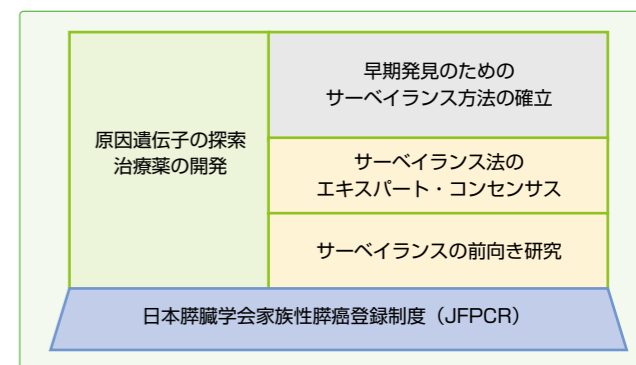 原因遺伝子の探索
治療薬の開発
早期発見のための
サーベイランス方法の確立
サーベイランス法の
エキスパート・コンセンサス
サーベイランスの前向き研究
日本膵臓学会家族性膵癌登録制度（JFPCR）